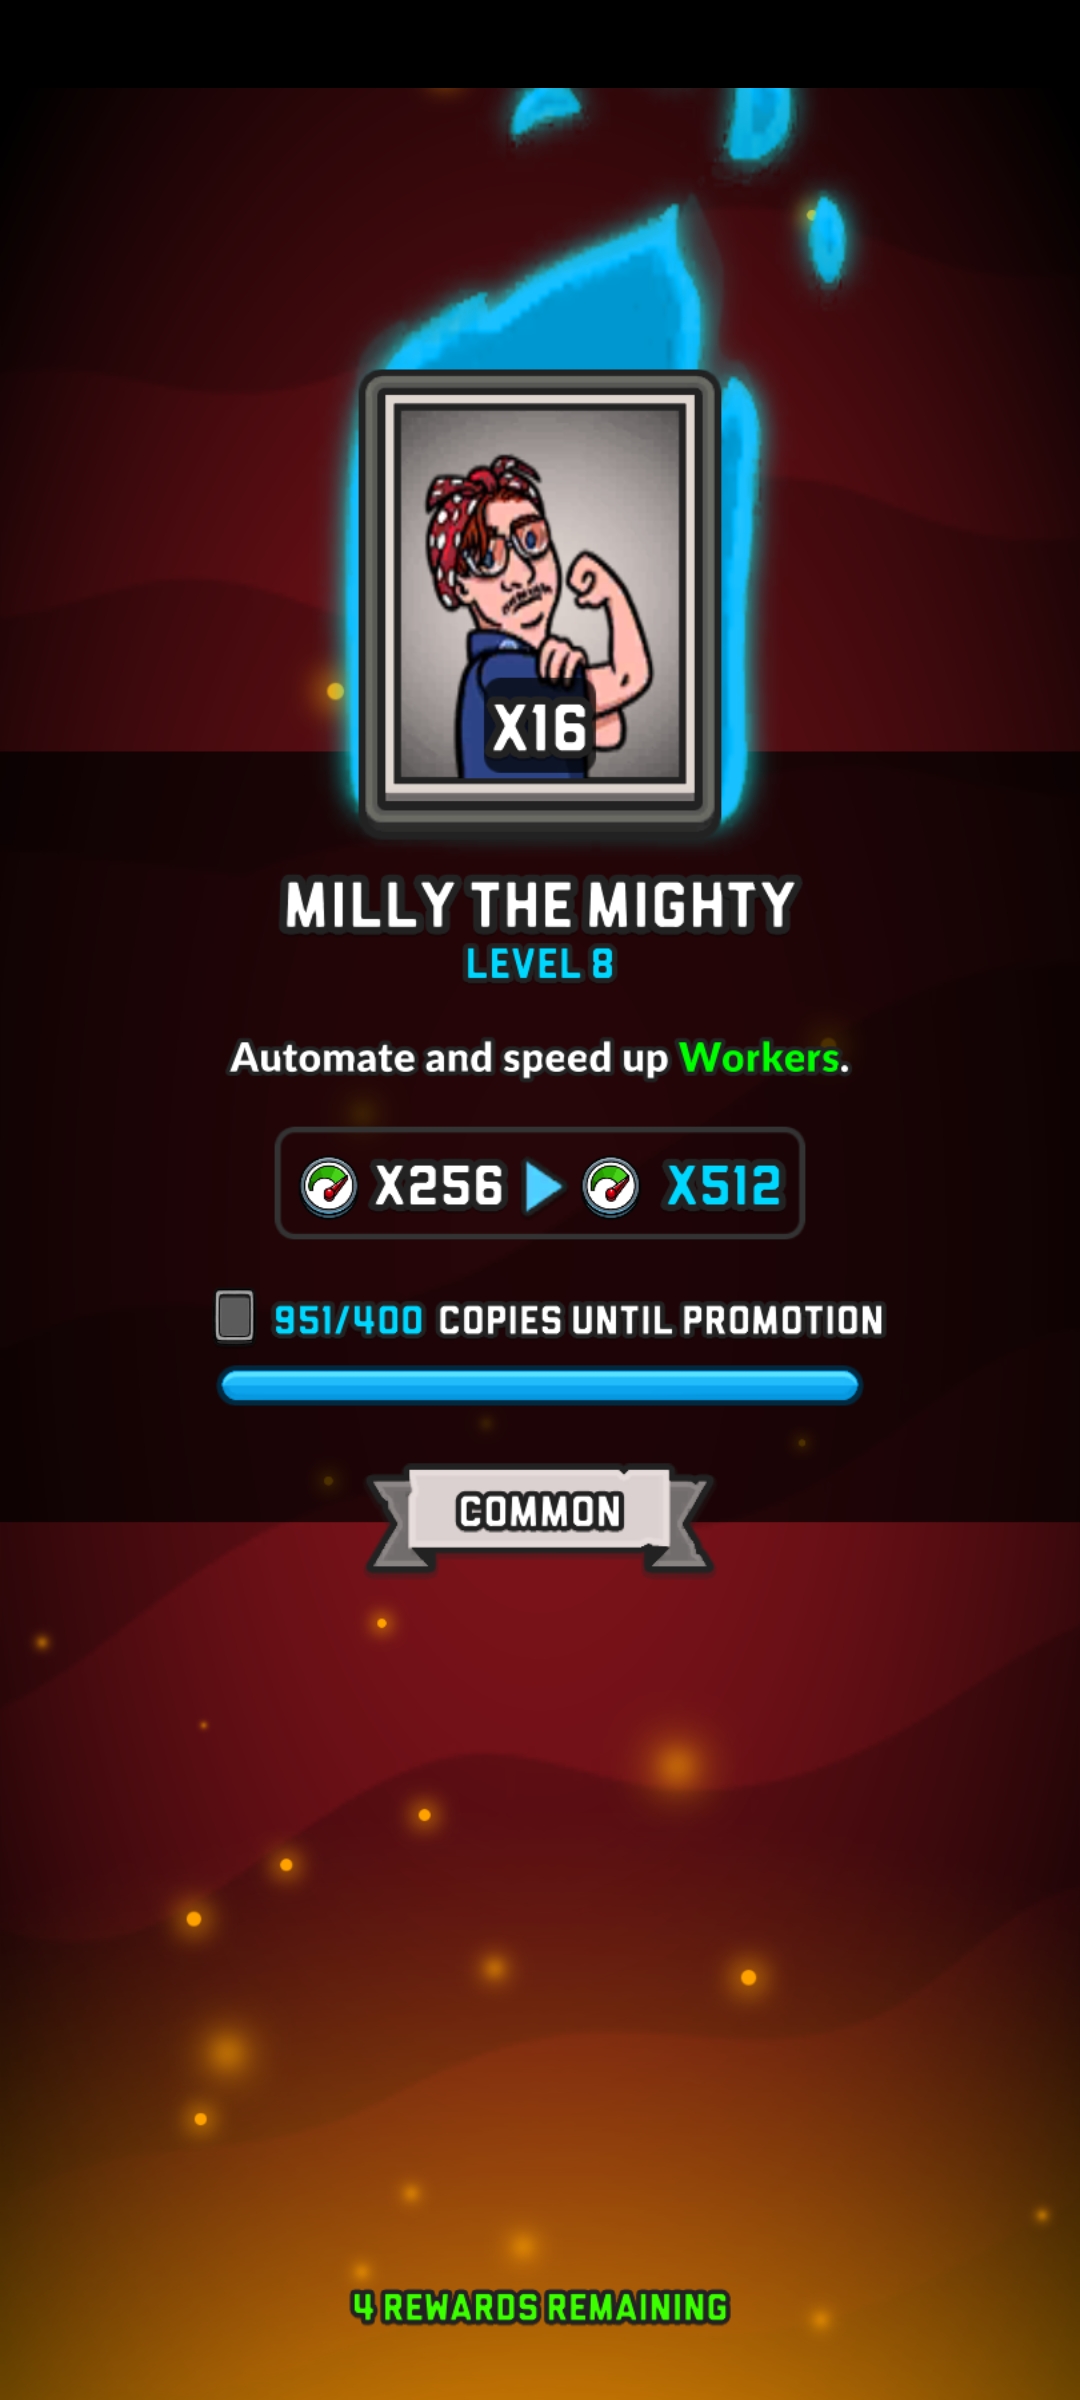 X16
MILLY THE MIGHTY
LEVEL 8
Automate and speed up Workers.
X256 X512
951/400 COPIES UNTIL PROMOTION
COMMON
4 REWARDS REMAINING